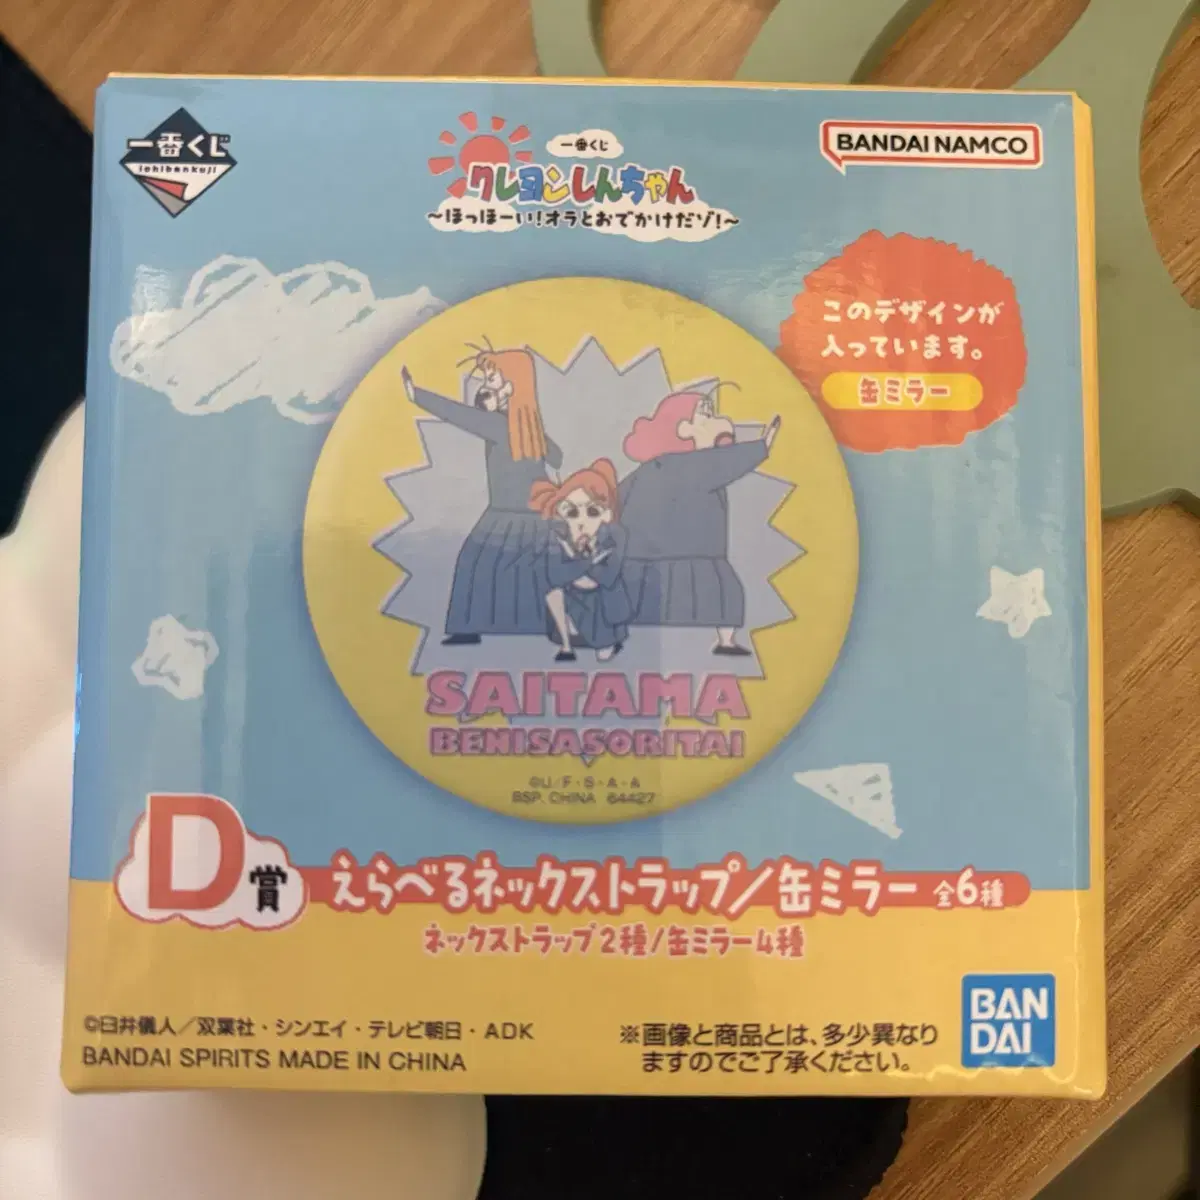 一番くじ
ichibankuji
一番くじ
クレヨンしんちゃん
～ほっほーい!オラとおでかけだゾ!～
BANDAI NAMCO
このデザインが
入っています。
缶ミラー
SAITAMA
BENISASORITAI
©U/F・S・A・A
BSP. CHINA 64427
D賞
えらべるネックストラップ/缶ミラー 全6種
ネックストラップ2種/缶ミラー4種
©臼井儀人/双葉社・シンエイ・テレビ朝日・ADK
BANDAI SPIRITS MADE IN CHINA
※画像と商品とは、多少異なり
ますのでご了承ください。
BAN
DAI